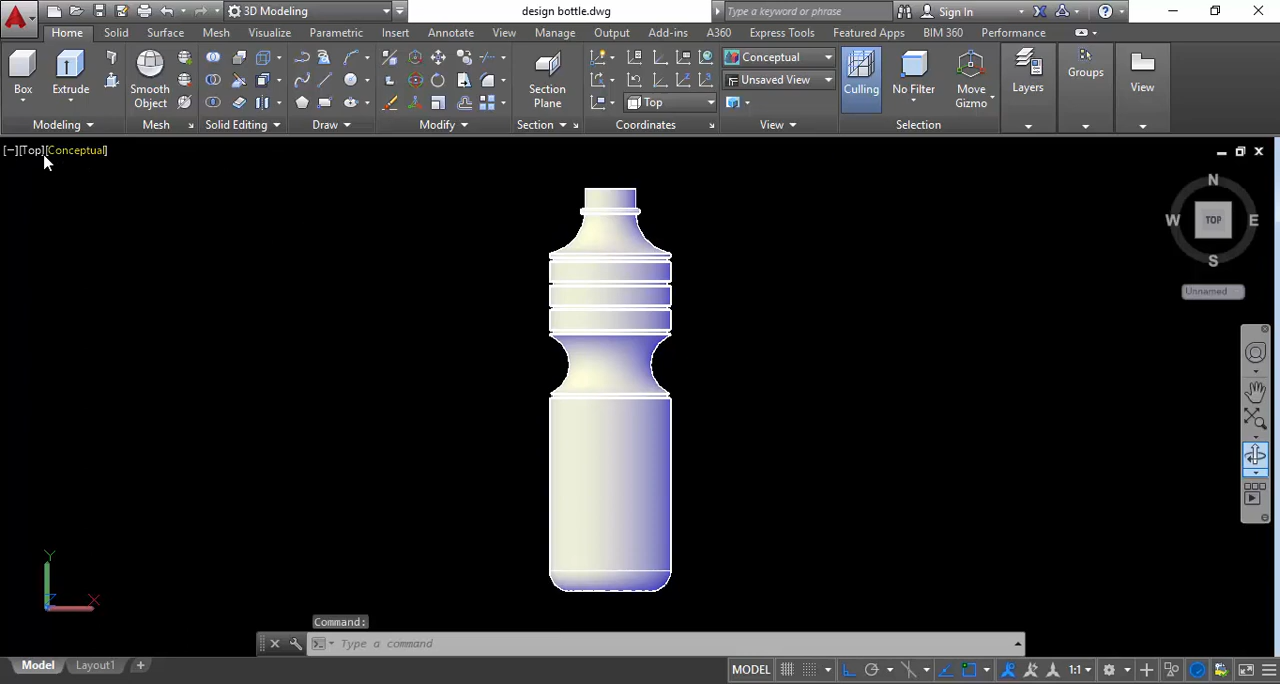 3D Modeling
design bottle.dwg
Type a keyword or phrase
Sign In
Home Solid Surface Mesh Visualize Parametric Insert Annotate View Manage Output Add-ins A360 Express Tools Featured Apps BIM 360 Performance
Box
Extrude
Smooth
Object
Section
Plane
Top
Conceptual
Unsaved View
Culling
No Filter
Move
Gizmo
Layers
Groups
View
Modeling
Mesh
Solid Editing
Draw
Modify
Section
Coordinates
View
Selection
[−][Top][Conceptual]
N
W TOP E
S
Unnamed
Y
X
Command:
Type a command
Model Layout1
MODEL
1:1